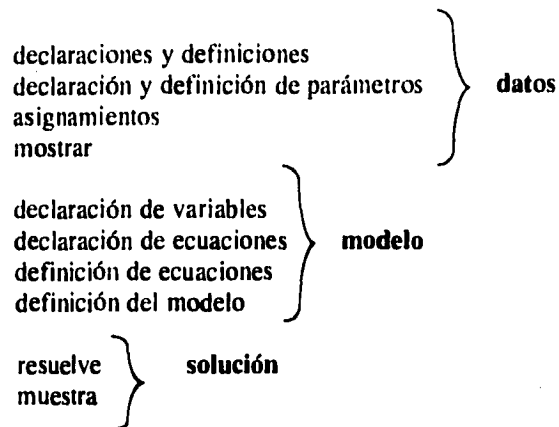 declaraciones y definiciones
declaración y definición de parámetros
datos
asignamientos
mostrar
declaración de variables
declaración de ecuaciones
modelo
definición de ecuaciones
definición del modelo
resuelve
solución
muestra